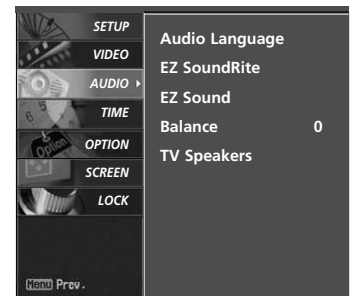 SETUP
VIDEO
AUDIO
TIME
OPTION
SCREEN
LOCK
Menu Prev.
Audio Language
EZ SoundRite
EZ Sound
Balance 0
TV Speakers
Option